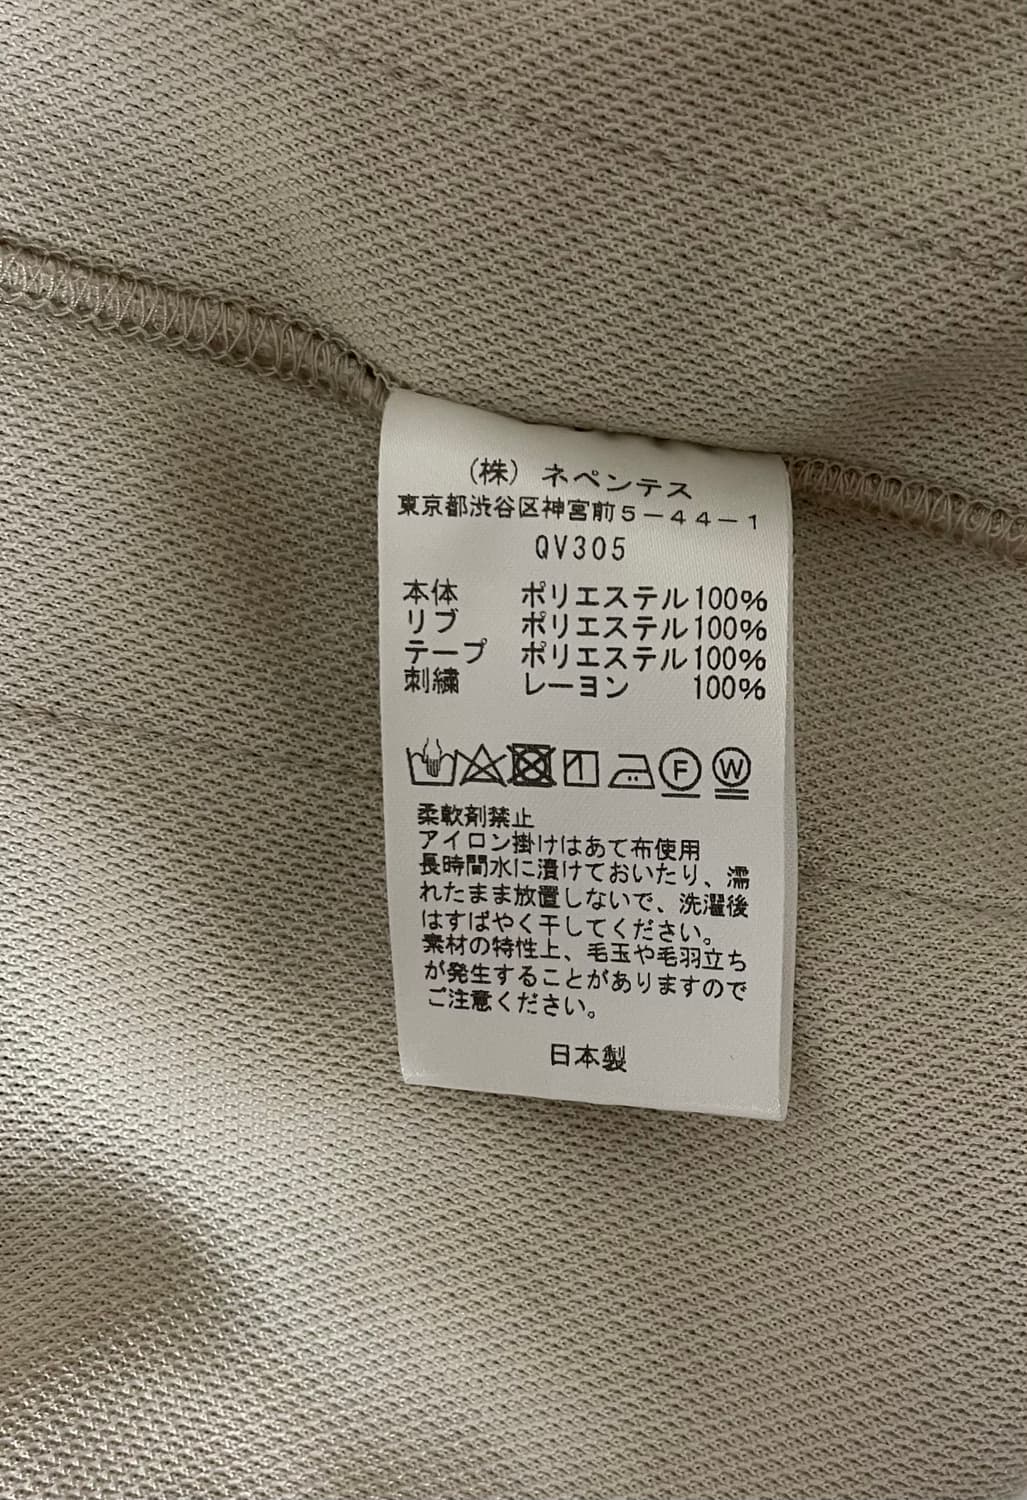 (株) ネペンテス
東京都渋谷区神宮前5-44-1
QV305
本体 ポリエステル100%
リブ ポリエステル100%
テープ ポリエステル100%
刺繍 レーヨン 100%
F W
柔軟剤禁止
アイロン掛けはあて布使用
長時間水に漬けておいたり、濡
れたまま放置しないで、洗濯後
はすばやく干してください。
素材の特性上、毛玉や毛羽立ち
が発生することがありますので
ご注意ください。
日本製